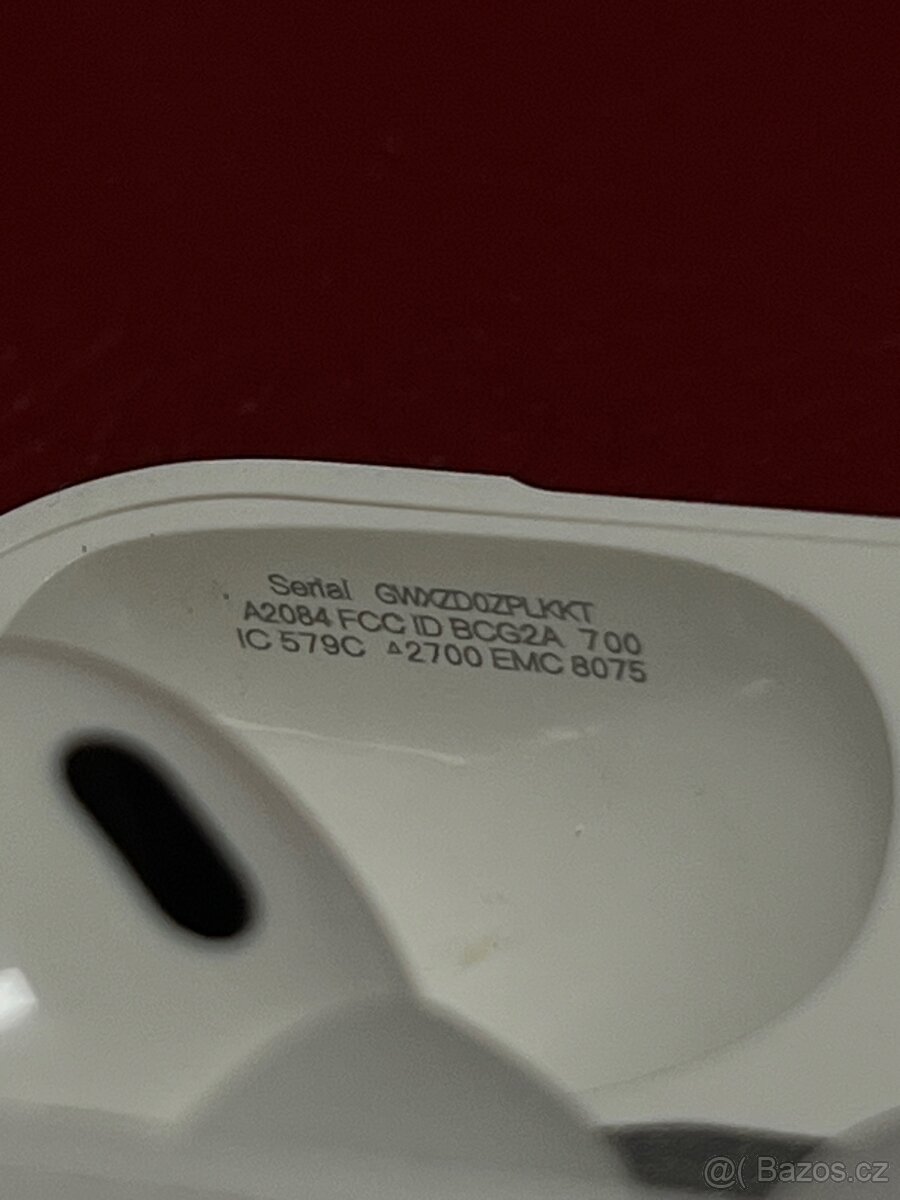 Serial GWXZD0ZPLKKT
A2084 FCC ID BCG2A 700
IC 579C A2700 EMC 8075
@( Bazos.cz